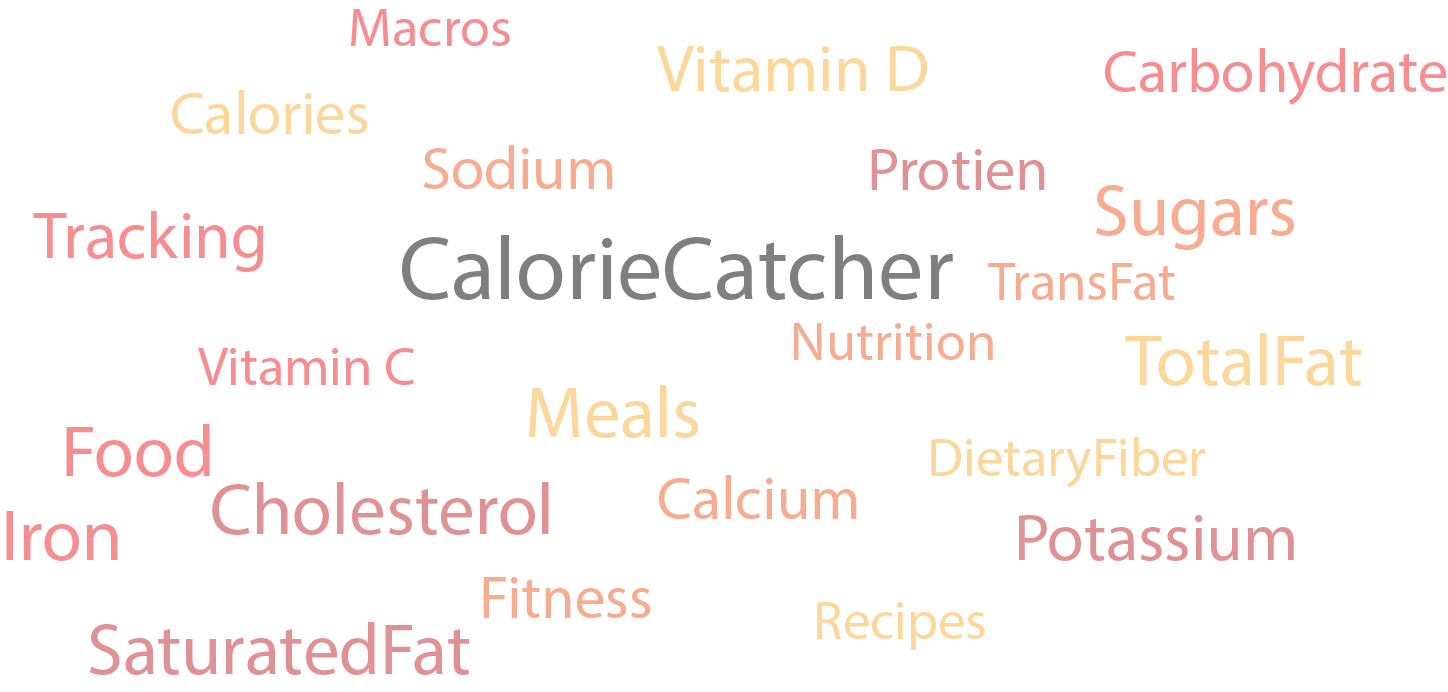 Macros
Vitamin D
Carbohydrate
Calories
Sodium
Protien
Sugars
Tracking
CalorieCatcher
TransFat
Nutrition
Vitamin C
TotalFat
Meals
Food
DietaryFiber
Cholesterol
Calcium
Iron
Potassium
Fitness
Recipes
SaturatedFat